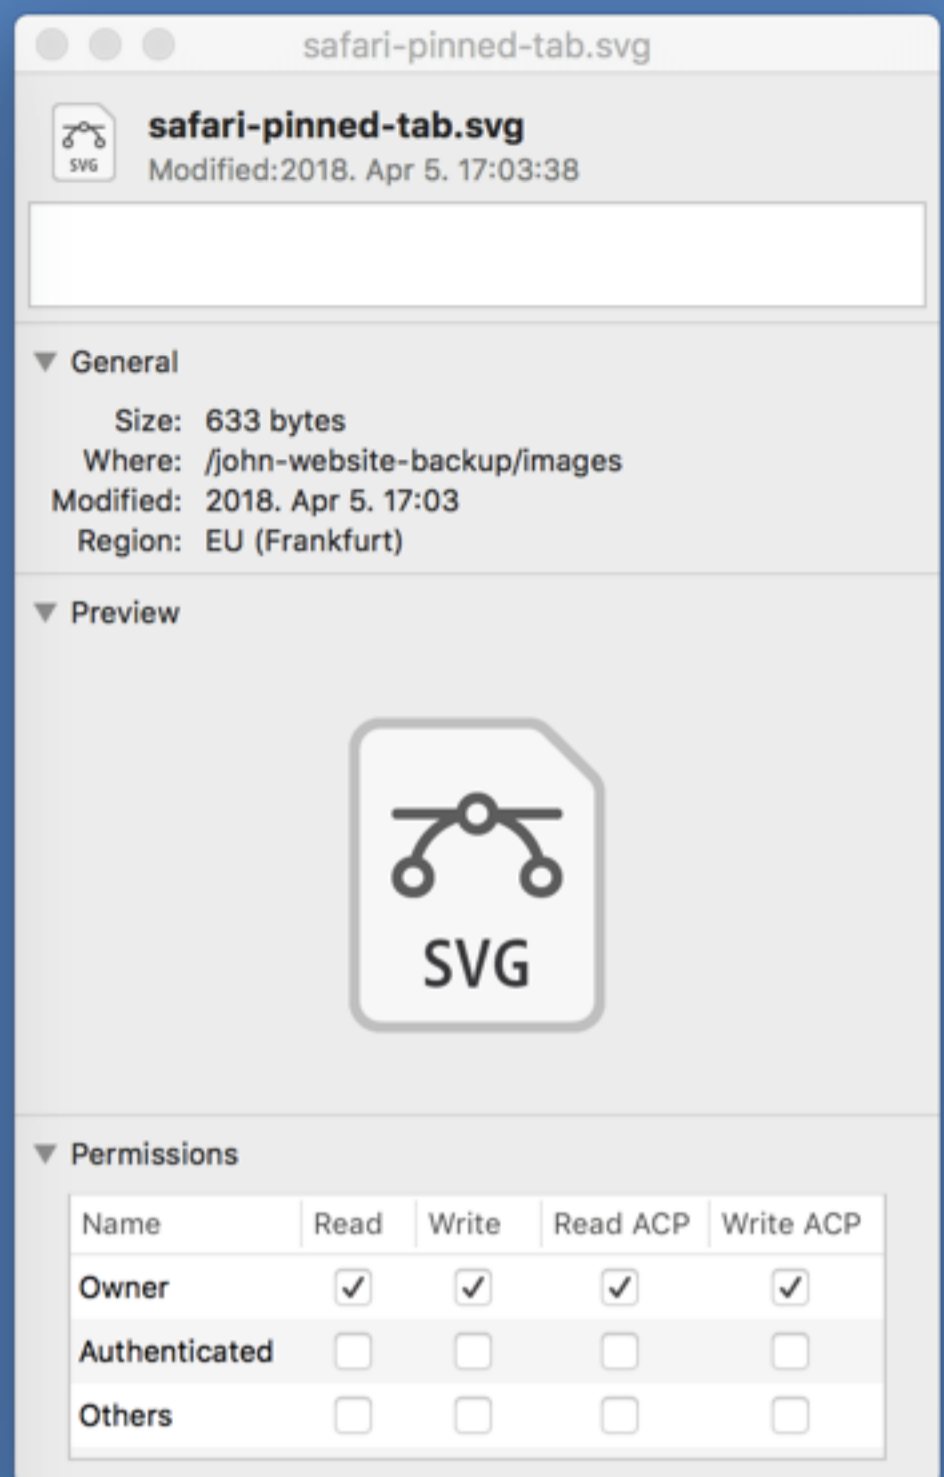 safari-pinned-tab.svg
SVG
safari-pinned-tab.svg
Modified:2018. Apr 5. 17:03:38
General
Size: 633 bytes
Where: /john-website-backup/images
Modified: 2018. Apr 5. 17:03
Region: EU (Frankfurt)
Preview
SVG
Permissions
Name Read Write Read ACP Write ACP
Owner
Authenticated
Others